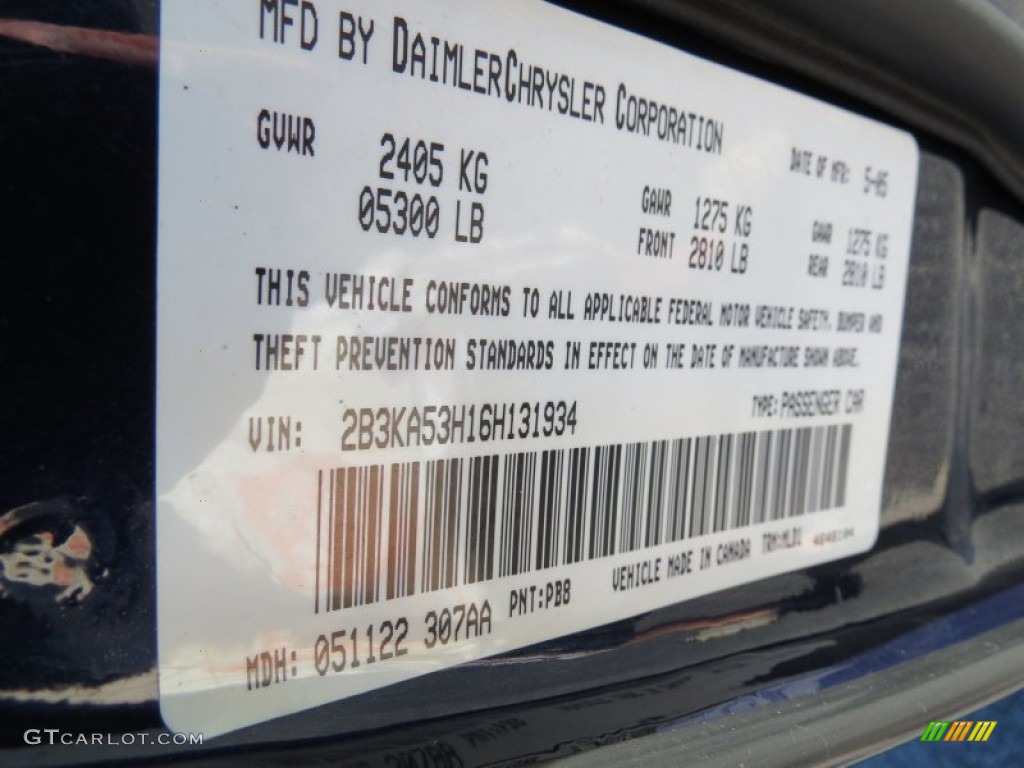 MFD BY DAIMLERCHRYSLER CORPORATION
DATE OF MFR: 5-05
GVWR 2405 KG
05300 LB
GAWR 1275 KG
FRONT 2810 LB
GAWR 1275 KG
REAR 2810 LB
THIS VEHICLE CONFORMS TO ALL APPLICABLE FEDERAL MOTOR VEHICLE SAFETY, BUMPER AND
THEFT PREVENTION STANDARDS IN EFFECT ON THE DATE OF MANUFACTURE SHOWN ABOVE.
VIN: 2B3KA53H16H131934
TYPE: PASSENGER CAR
VEHICLE MADE IN CANADA
MDH: 051122 307AA PNT:PB8
GTCARLOT.COM